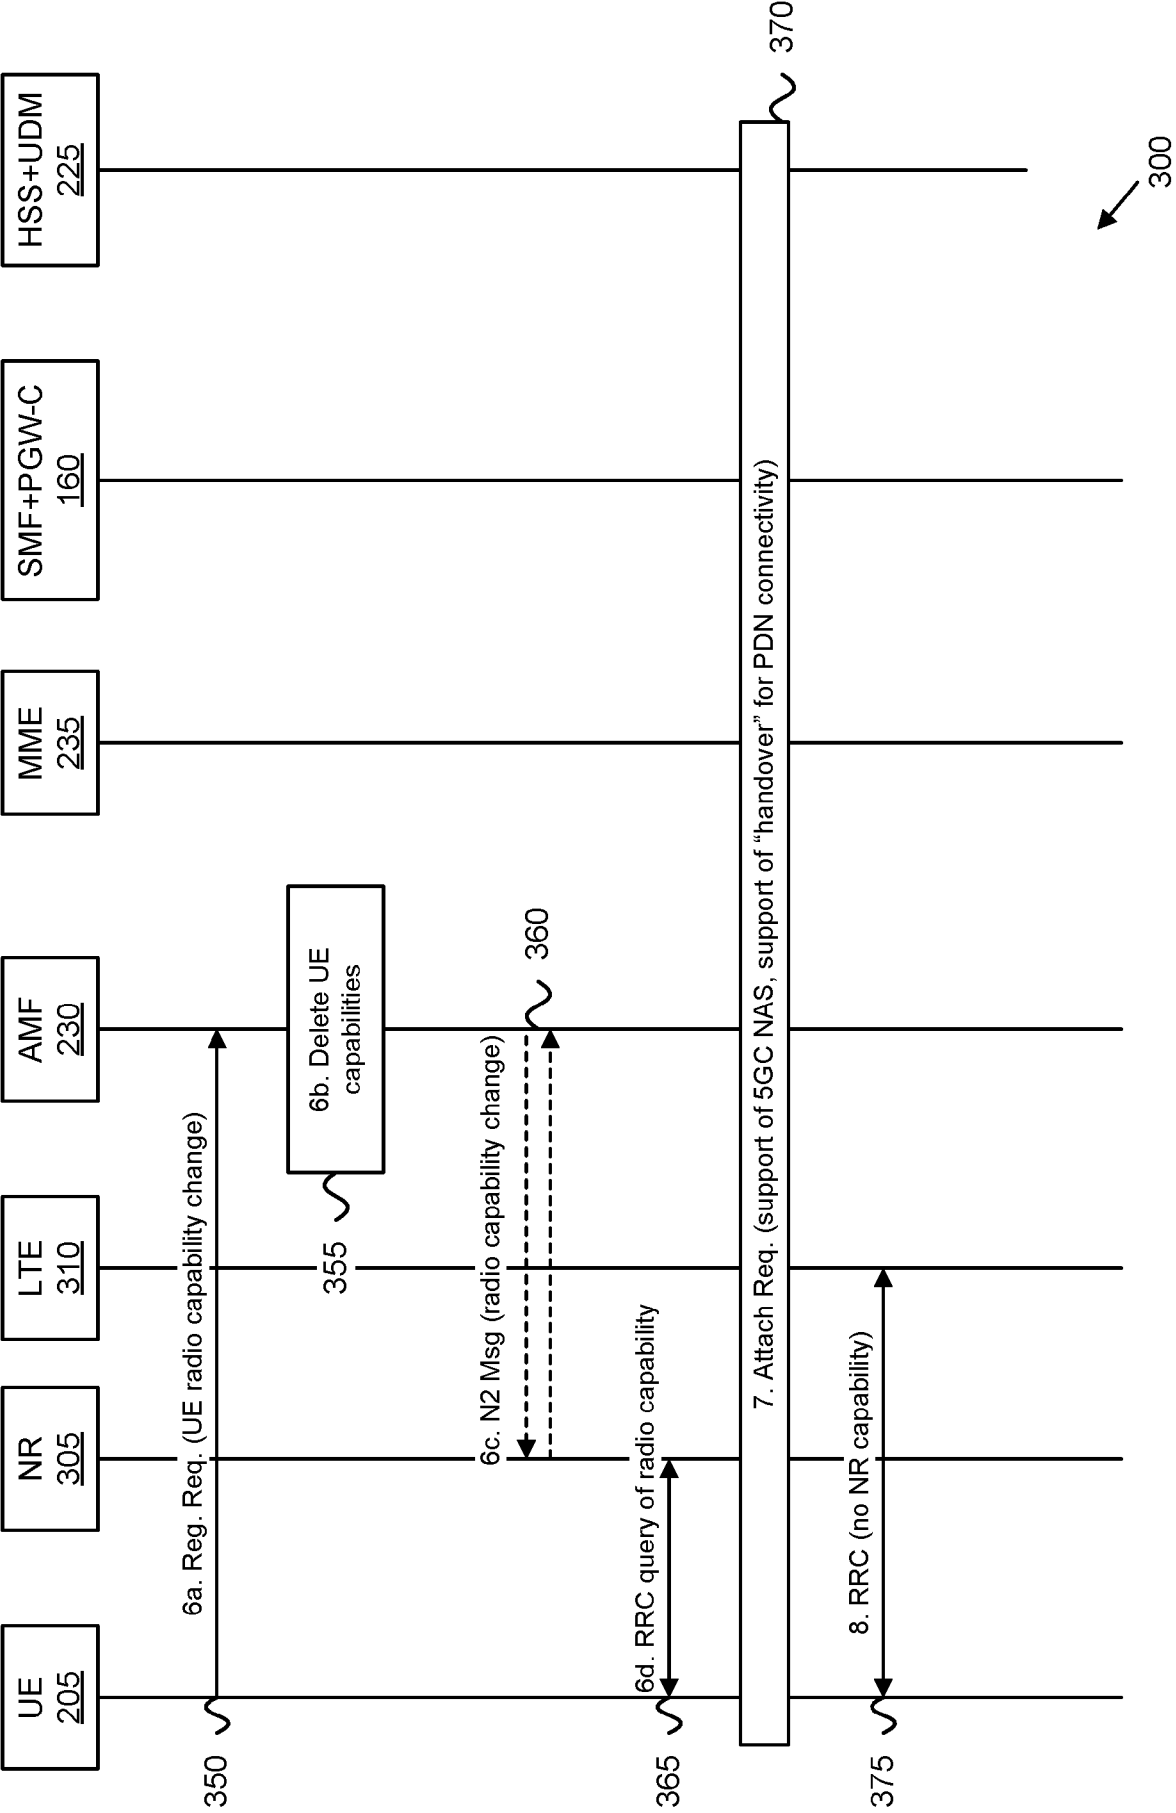 UE
205
NR
305
LTE
310
AMF
230
MME
235
SMF+PGW-C
160
HSS+UDM
225
6a. Reg. Req. (UE radio capability change)
350
6b. Delete UE
capabilities
355
6c. N2 Msg (radio capability change)
360
6d. RRC query of radio capability
365
7. Attach Req. (support of 5GC NAS, support of “handover” for PDN connectivity)
370
8. RRC (no NR capability)
375
300